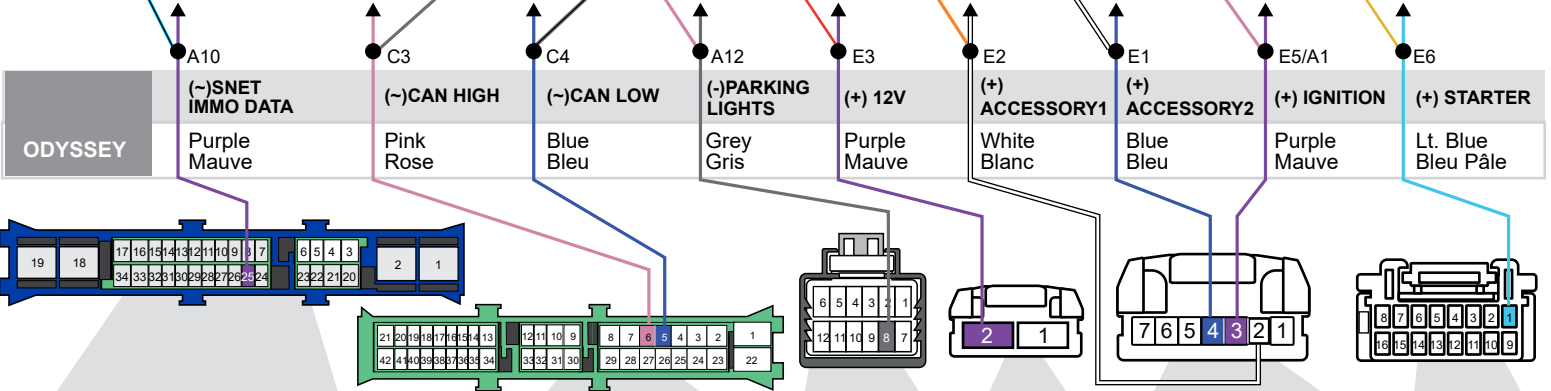 A10 C3 C4 A12 E3 E2 E1 E5/A1 E6
(~)SNET
IMMO DATA
(~)CAN HIGH
(~)CAN LOW
(-)PARKING
LIGHTS
(+) 12V
(+)
ACCESSORY1
(+)
ACCESSORY2
(+) IGNITION
(+) STARTER
ODYSSEY
Purple
Mauve
Pink
Rose
Blue
Bleu
Grey
Gris
Purple
Mauve
White
Blanc
Blue
Bleu
Purple
Mauve
Lt. Blue
Bleu Pâle
19 18
17 16 15 14 13 12 11 10 9 8 7
6 5 4 3
34 33 32 31 30 29 28 27 26 25 24
23 22 21 20
2 1
21 20 19 18 17 16 15 14 13
12 11 10 9
8 7 6 5 4 3 2
1
42 41 40 39 38 37 36 35 34
33 32 31 30
29 28 27 26 25 24 23
22
6 5 4 3 2 1
12 11 10 9 8 7
2 1
7 6 5 4 3 2 1
8 7 6 5 4 3 2 1
16 15 14 13 12 11 10 9